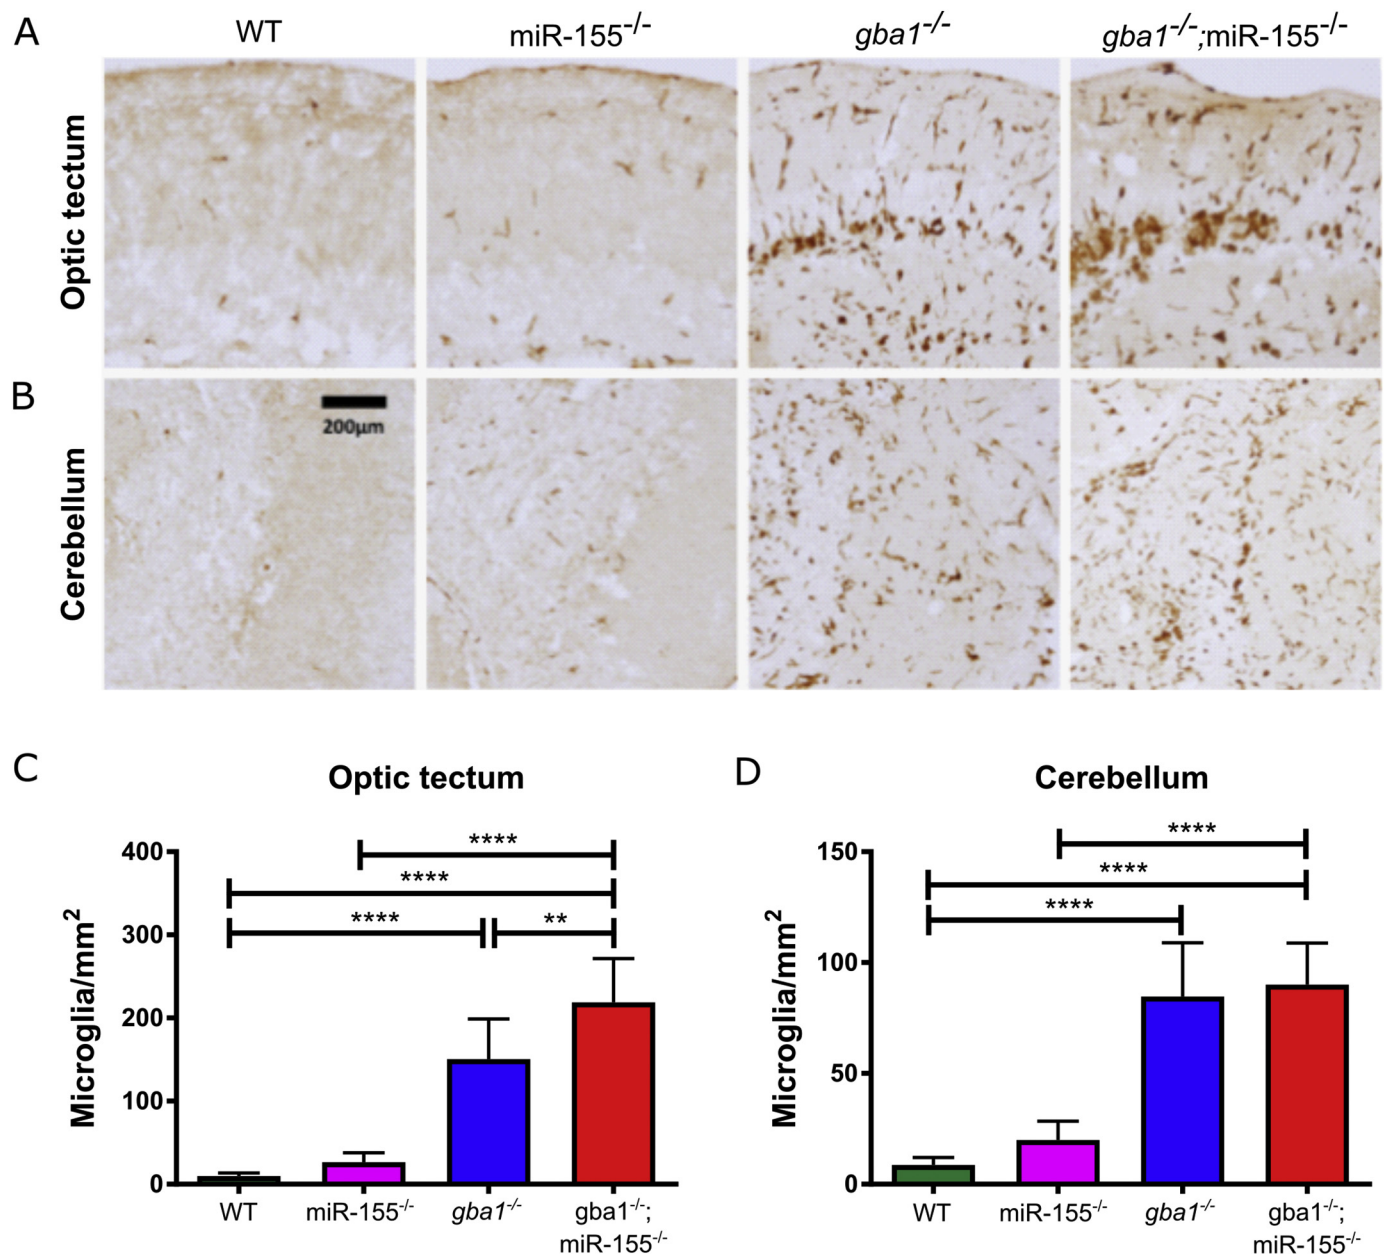 A
WT
miR-155-/-
gba1-/-
gba1-/-;miR-155-/-
Optic tectum
B
200µm
Cerebellum
C
Optic tectum
Microglia/mm2
400
300
200
100
0
****
****
****
**
WT
miR-155-/-
gba1-/-
gba1-/-;
miR-155-/-
D
Cerebellum
Microglia/mm2
150
100
50
0
****
****
****
WT
miR-155-/-
gba1-/-
gba1-/-;
miR-155-/-